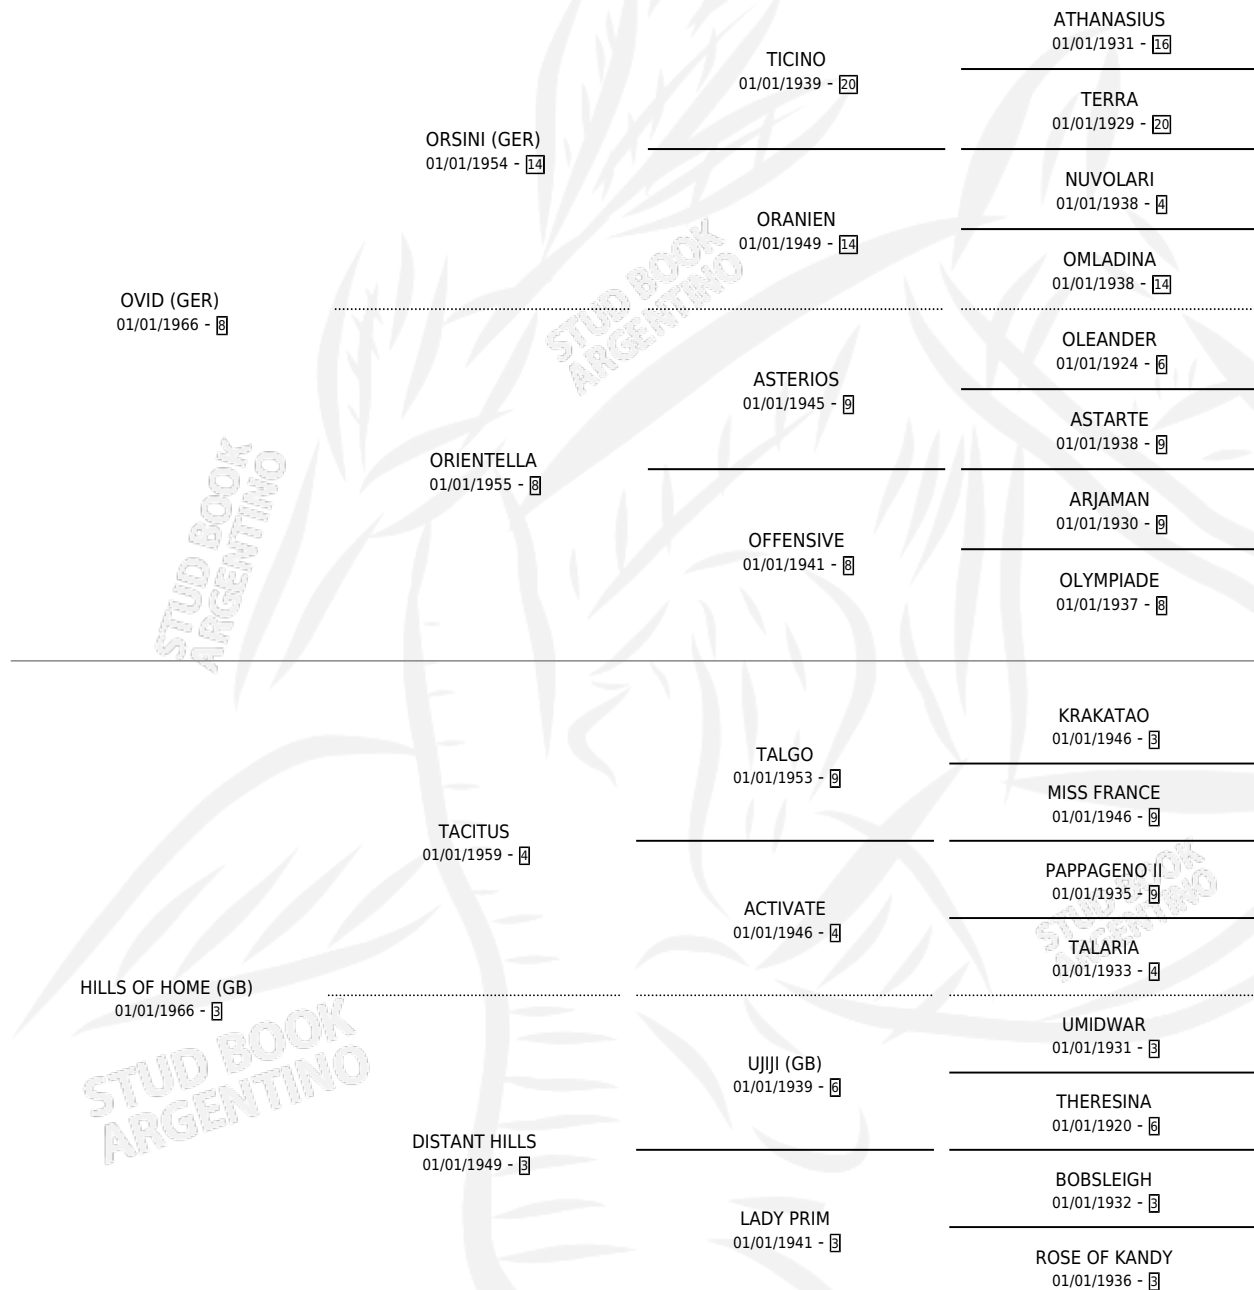 ATHANASIUS
01/01/1931 - 16
TICINO
01/01/1939 - 20
TERRA
01/01/1929 - 20
ORSINI (GER)
01/01/1954 - 14
NUVOLARI
01/01/1938 - 4
ORANIEN
01/01/1949 - 14
OMLADINA
01/01/1938 - 14
OVID (GER)
01/01/1966 - 8
STUD BOOK
ARGENTINO
OLEANDER
01/01/1924 - 6
ASTERIOS
01/01/1945 - 9
ASTARTE
01/01/1938 - 9
ORIENTELLA
01/01/1955 - 8
ARJAMAN
01/01/1930 - 9
OFFENSIVE
01/01/1941 - 8
OLYMPIADE
01/01/1937 - 8
STUD BOOK
ARGENTINO
KRAKATAO
01/01/1946 - 3
TALGO
01/01/1953 - 9
MISS FRANCE
01/01/1946 - 9
TACITUS
01/01/1959 - 4
PAPPAGENO II
01/01/1935 - 9
ACTIVATE
01/01/1946 - 4
TALARIA
01/01/1933 - 4
STUD BOOK
ARGENTINO
HILLS OF HOME (GB)
01/01/1966 - 3
UMIDWAR
01/01/1931 - 3
UJIJI (GB)
01/01/1939 - 6
THERESINA
01/01/1920 - 6
STUD BOOK
ARGENTINO
DISTANT HILLS
01/01/1949 - 3
BOBSLEIGH
01/01/1932 - 3
LADY PRIM
01/01/1941 - 3
ROSE OF KANDY
01/01/1936 - 3